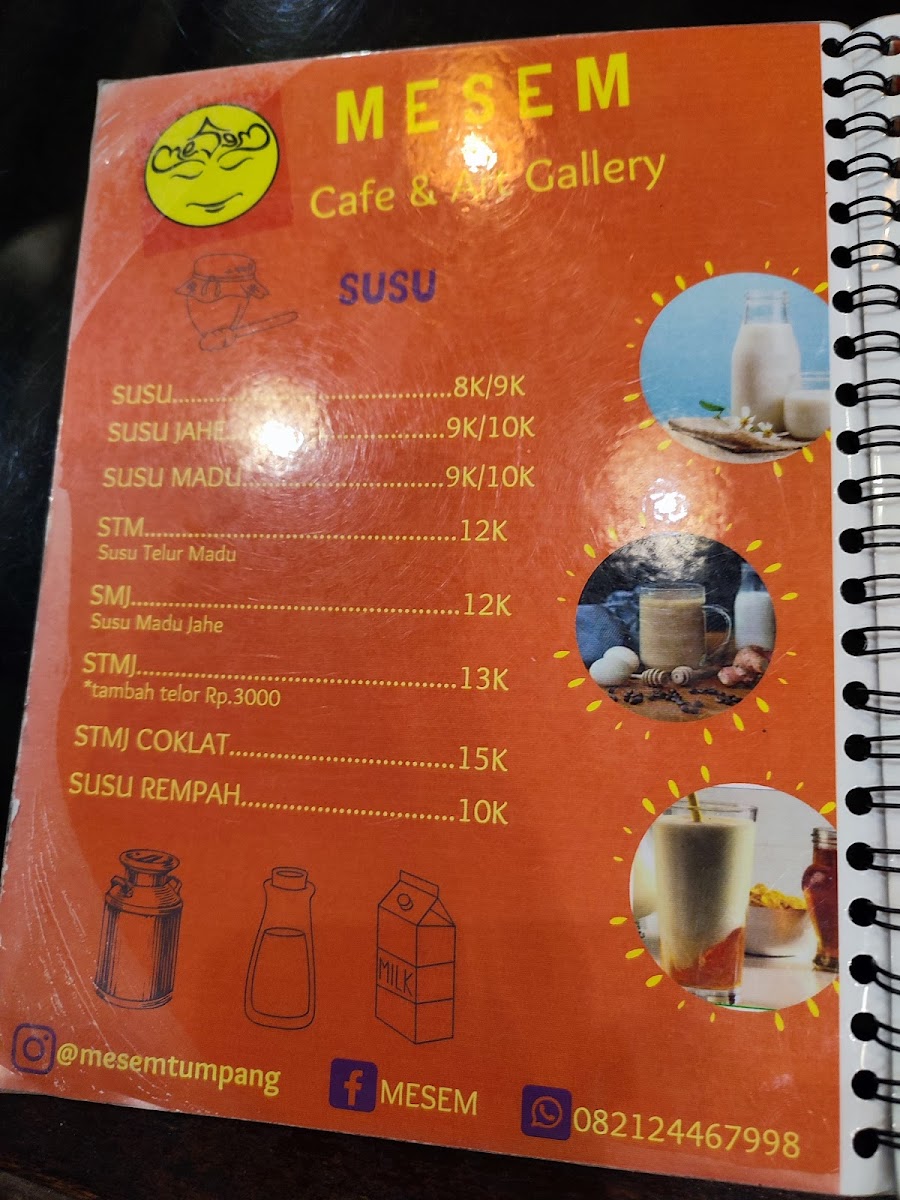 mesem
MESEM
Cafe & Art Gallery
SUSU
SUSU..................................8K/9K
SUSU JAHE..........................9K/10K
SUSU MADU........................9K/10K
STM......................................12K
Susu Telur Madu
SMJ........................................12K
Susu Madu Jahe
STMJ.......................................13K
*tambah telor Rp.3000
STMJ COKLAT...........................15K
SUSU REMPAH..........................10K
MILK
@mesemtumpang
MESEM
082124467998